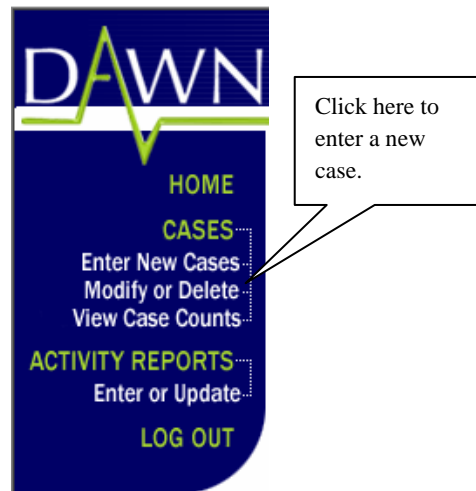 DAWN
Click here to
enter a new
case.
HOME
CASES
Enter New Cases
Modify or Delete
View Case Counts
ACTIVITY REPORTS
Enter or Update
LOG OUT